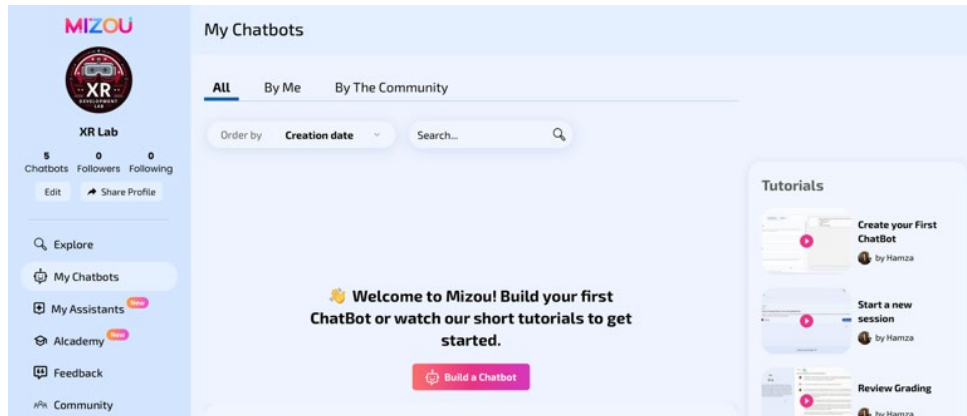 MIZOU
XR
DEVELOPMENT
LAB
XR Lab
5 0 0
Chatbots Followers Following
Edit Share Profile
Explore
My Chatbots
My Assistants New
AIcademy New
Feedback
Community
My Chatbots
All By Me By The Community
Order by Creation date
Search...
👋 Welcome to Mizou! Build your first
ChatBot or watch our short tutorials to get
started.
Build a Chatbot
Tutorials
Create your First
ChatBot
by Hamza
Start a new
session
by Hamza
Review Grading
by Hamza